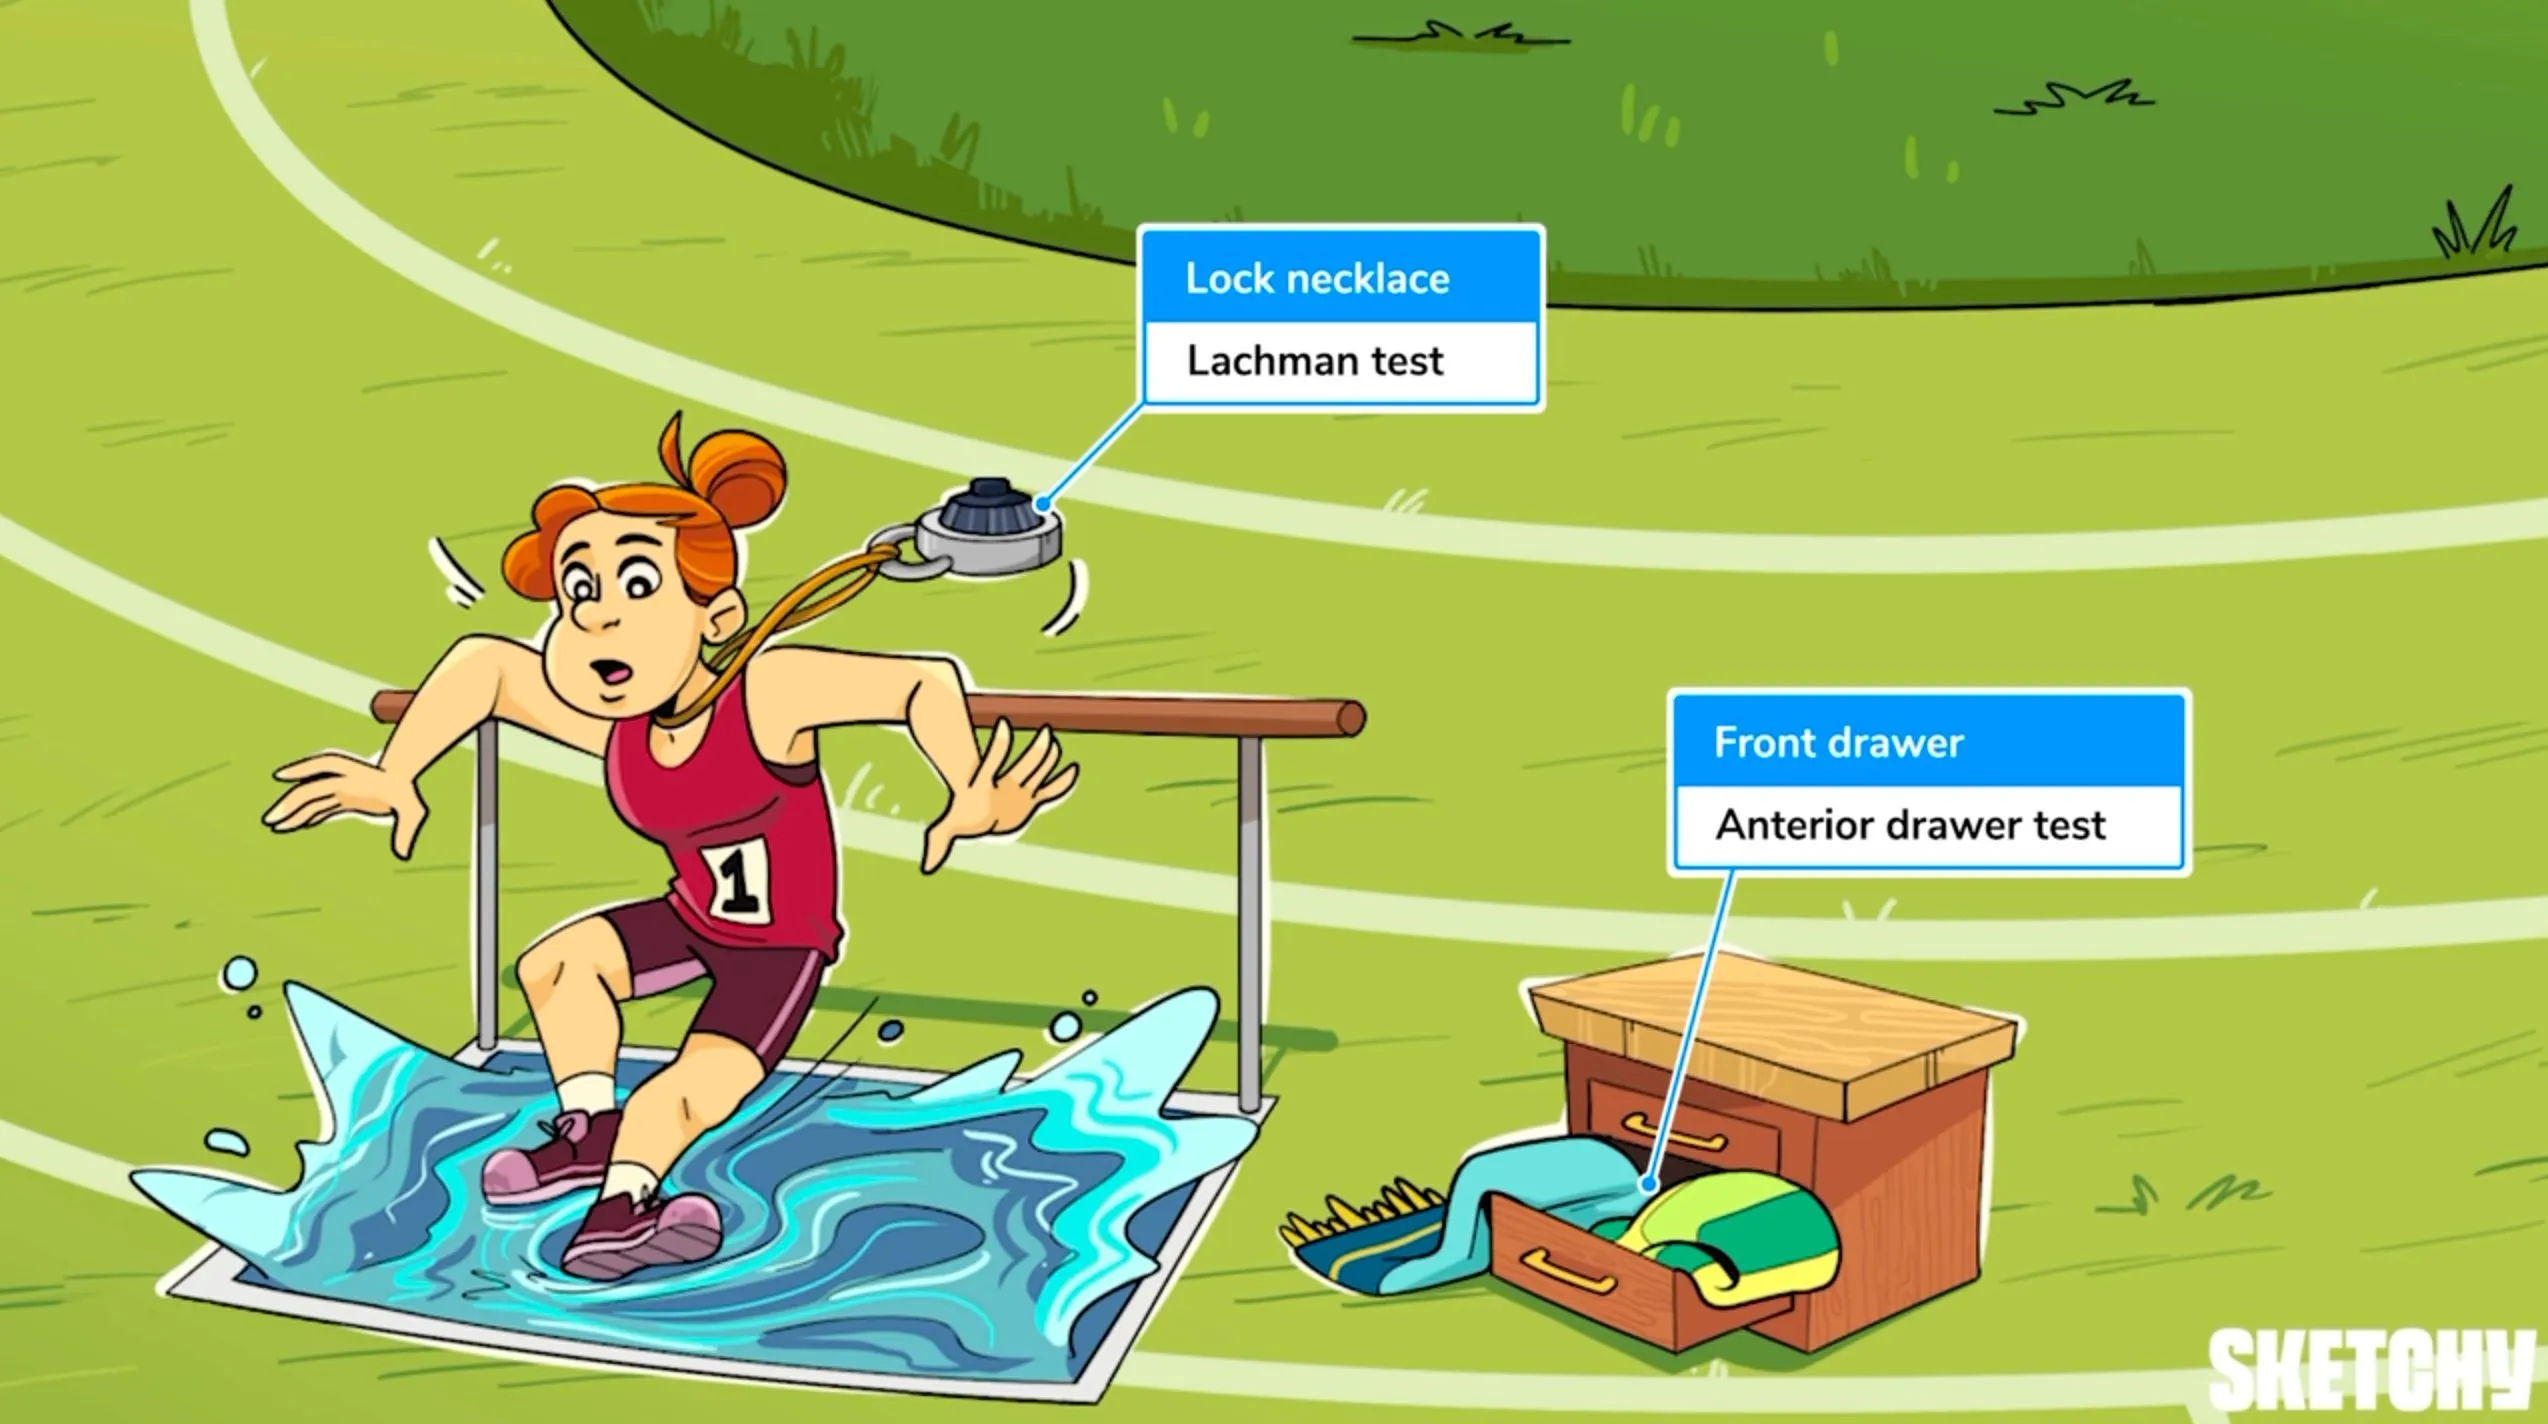 Lock necklace
Lachman test
Front drawer
Anterior drawer test
1
SKETCHY